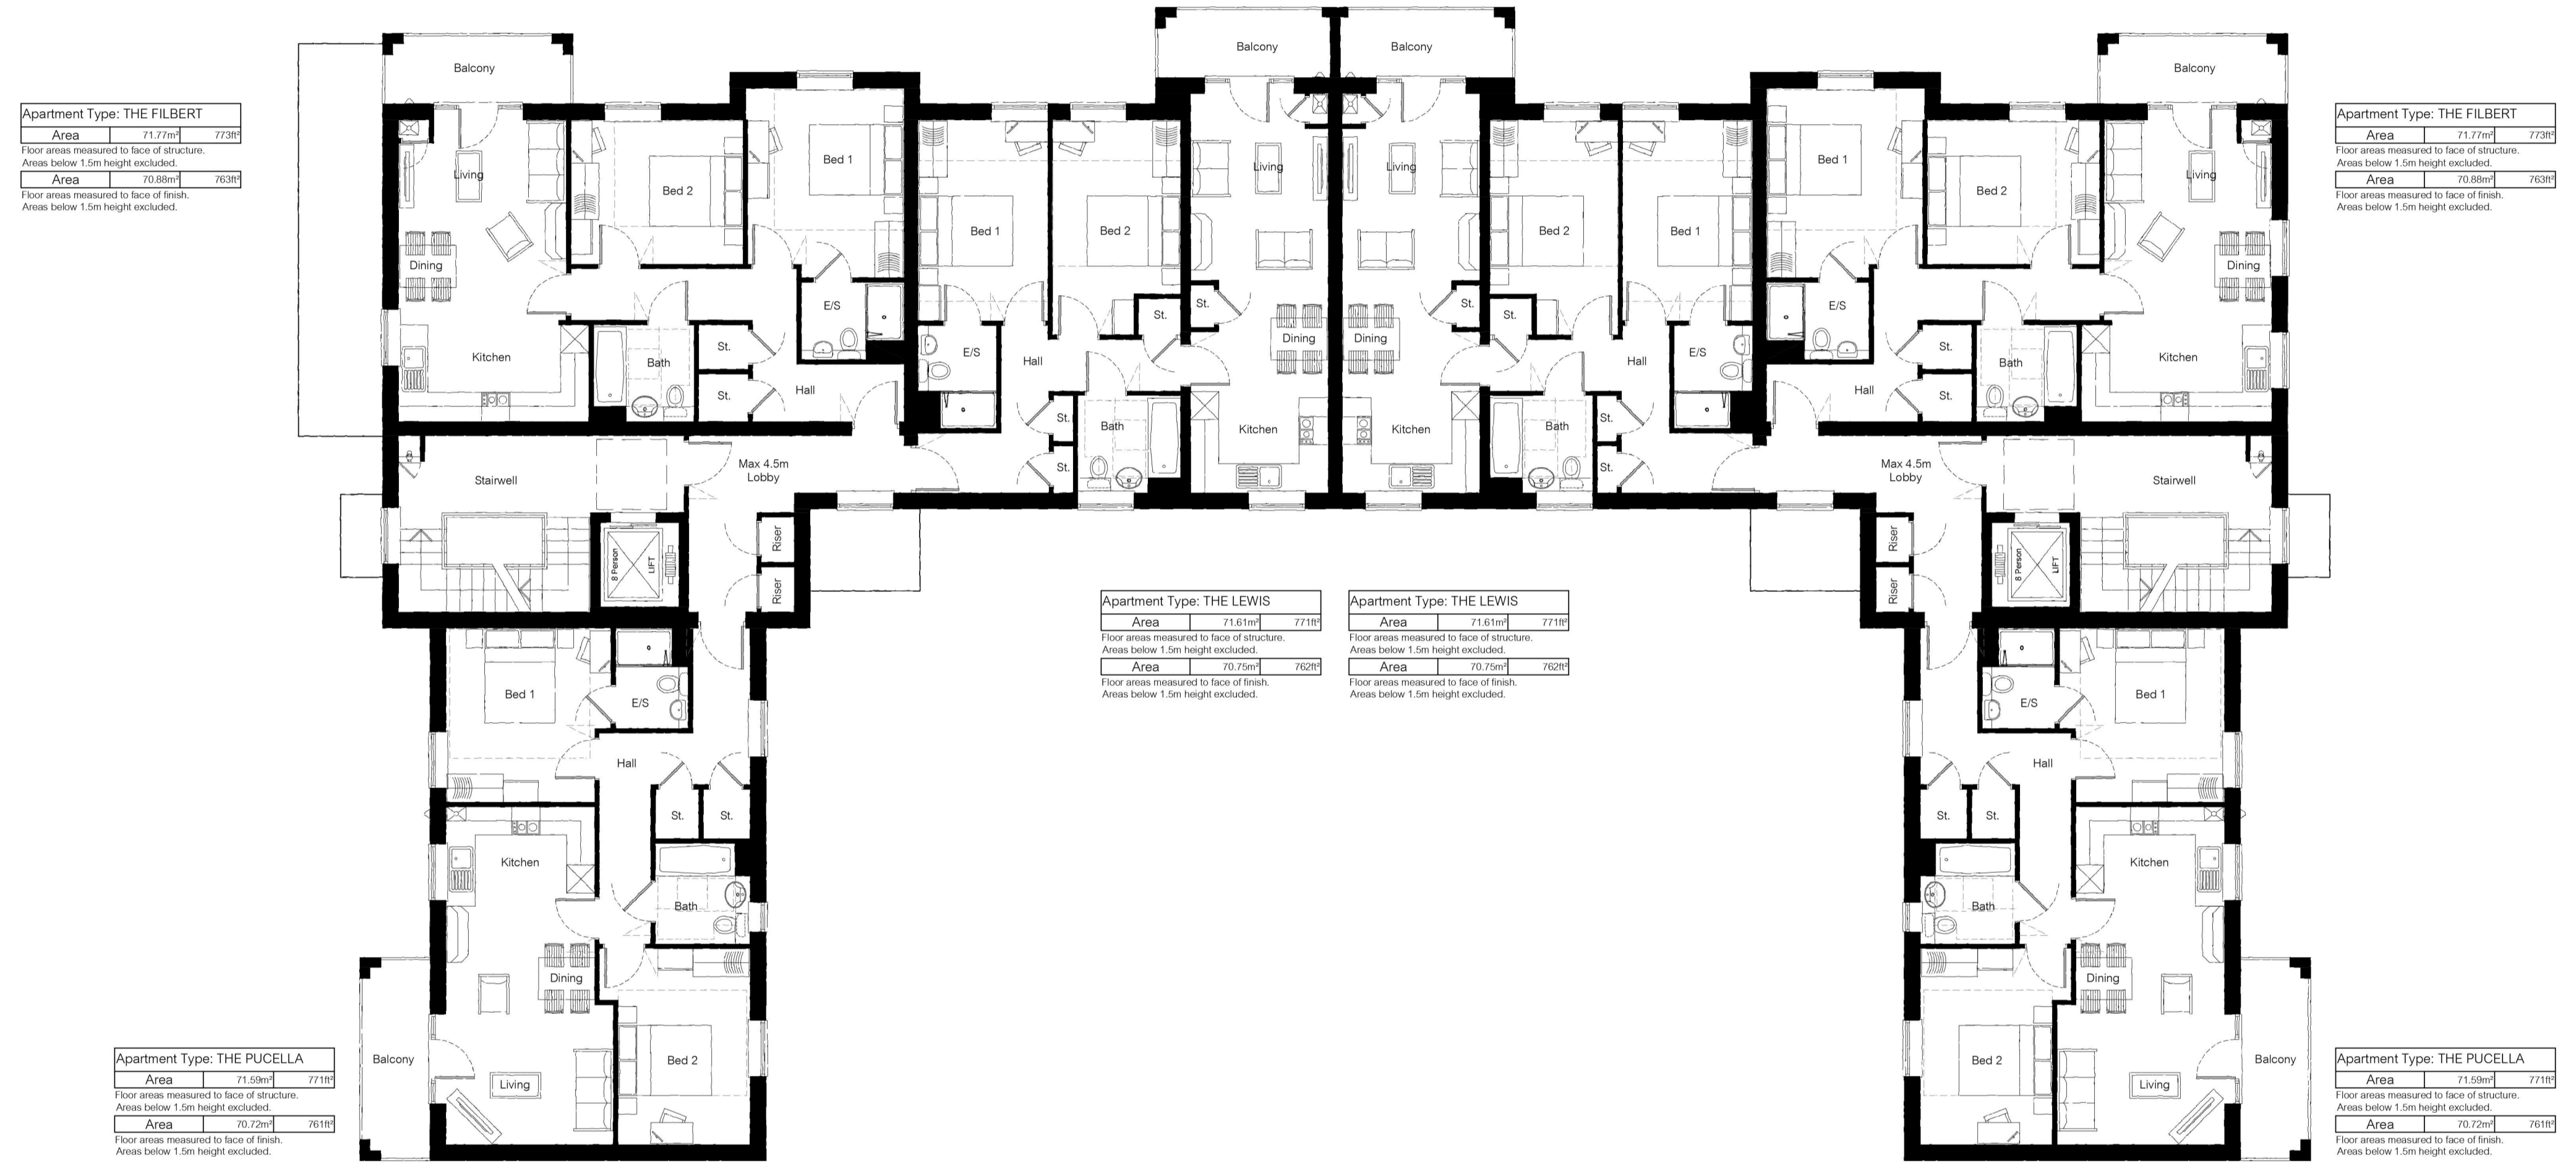 Balcony
Balcony
Balcony
Balcony
Apartment Type: THE FILBERT
Area 71.77m² 773ft²
Floor areas measured to face of structure.
Areas below 1.5m height excluded.
Area 70.88m² 763ft²
Floor areas measured to face of finish.
Areas below 1.5m height excluded.
Living
Bed 2
Bed 1
Dining
Kitchen
Bath
E/S
St.
St.
Hall
Bed 1
Bed 2
Living
St.
St.
E/S
Hall
Dining
St.
St.
Bath
Kitchen
Living
St.
Dining
Kitchen
Bed 2
Bed 1
St.
Hall
E/S
St.
St.
Bath
Bed 1
Bed 2
Living
Dining
E/S
Hall
St.
St.
Bath
Kitchen
Apartment Type: THE FILBERT
Area 71.77m² 773ft²
Floor areas measured to face of structure.
Areas below 1.5m height excluded.
Area 70.88m² 763ft²
Floor areas measured to face of finish.
Areas below 1.5m height excluded.
Stairwell
Max 4.5m
Lobby
8 Person
LIFT
Riser
Riser
Max 4.5m
Lobby
Stairwell
Riser
Riser
8 Person
LIFT
Apartment Type: THE LEWIS
Area 71.61m² 771ft²
Floor areas measured to face of structure.
Areas below 1.5m height excluded.
Area 70.75m² 762ft²
Floor areas measured to face of finish.
Areas below 1.5m height excluded.
Apartment Type: THE LEWIS
Area 71.61m² 771ft²
Floor areas measured to face of structure.
Areas below 1.5m height excluded.
Area 70.75m² 762ft²
Floor areas measured to face of finish.
Areas below 1.5m height excluded.
Bed 1
E/S
Hall
St.
St.
Kitchen
Bath
Dining
Balcony
Bed 2
Living
Apartment Type: THE PUCELLA
Area 71.59m² 771ft²
Floor areas measured to face of structure.
Areas below 1.5m height excluded.
Area 70.72m² 761ft²
Floor areas measured to face of finish.
Areas below 1.5m height excluded.
E/S
Bed 1
Hall
St.
St.
Kitchen
Bath
Dining
Bed 2
Living
Balcony
Apartment Type: THE PUCELLA
Area 71.59m² 771ft²
Floor areas measured to face of structure.
Areas below 1.5m height excluded.
Area 70.72m² 761ft²
Floor areas measured to face of finish.
Areas below 1.5m height excluded.